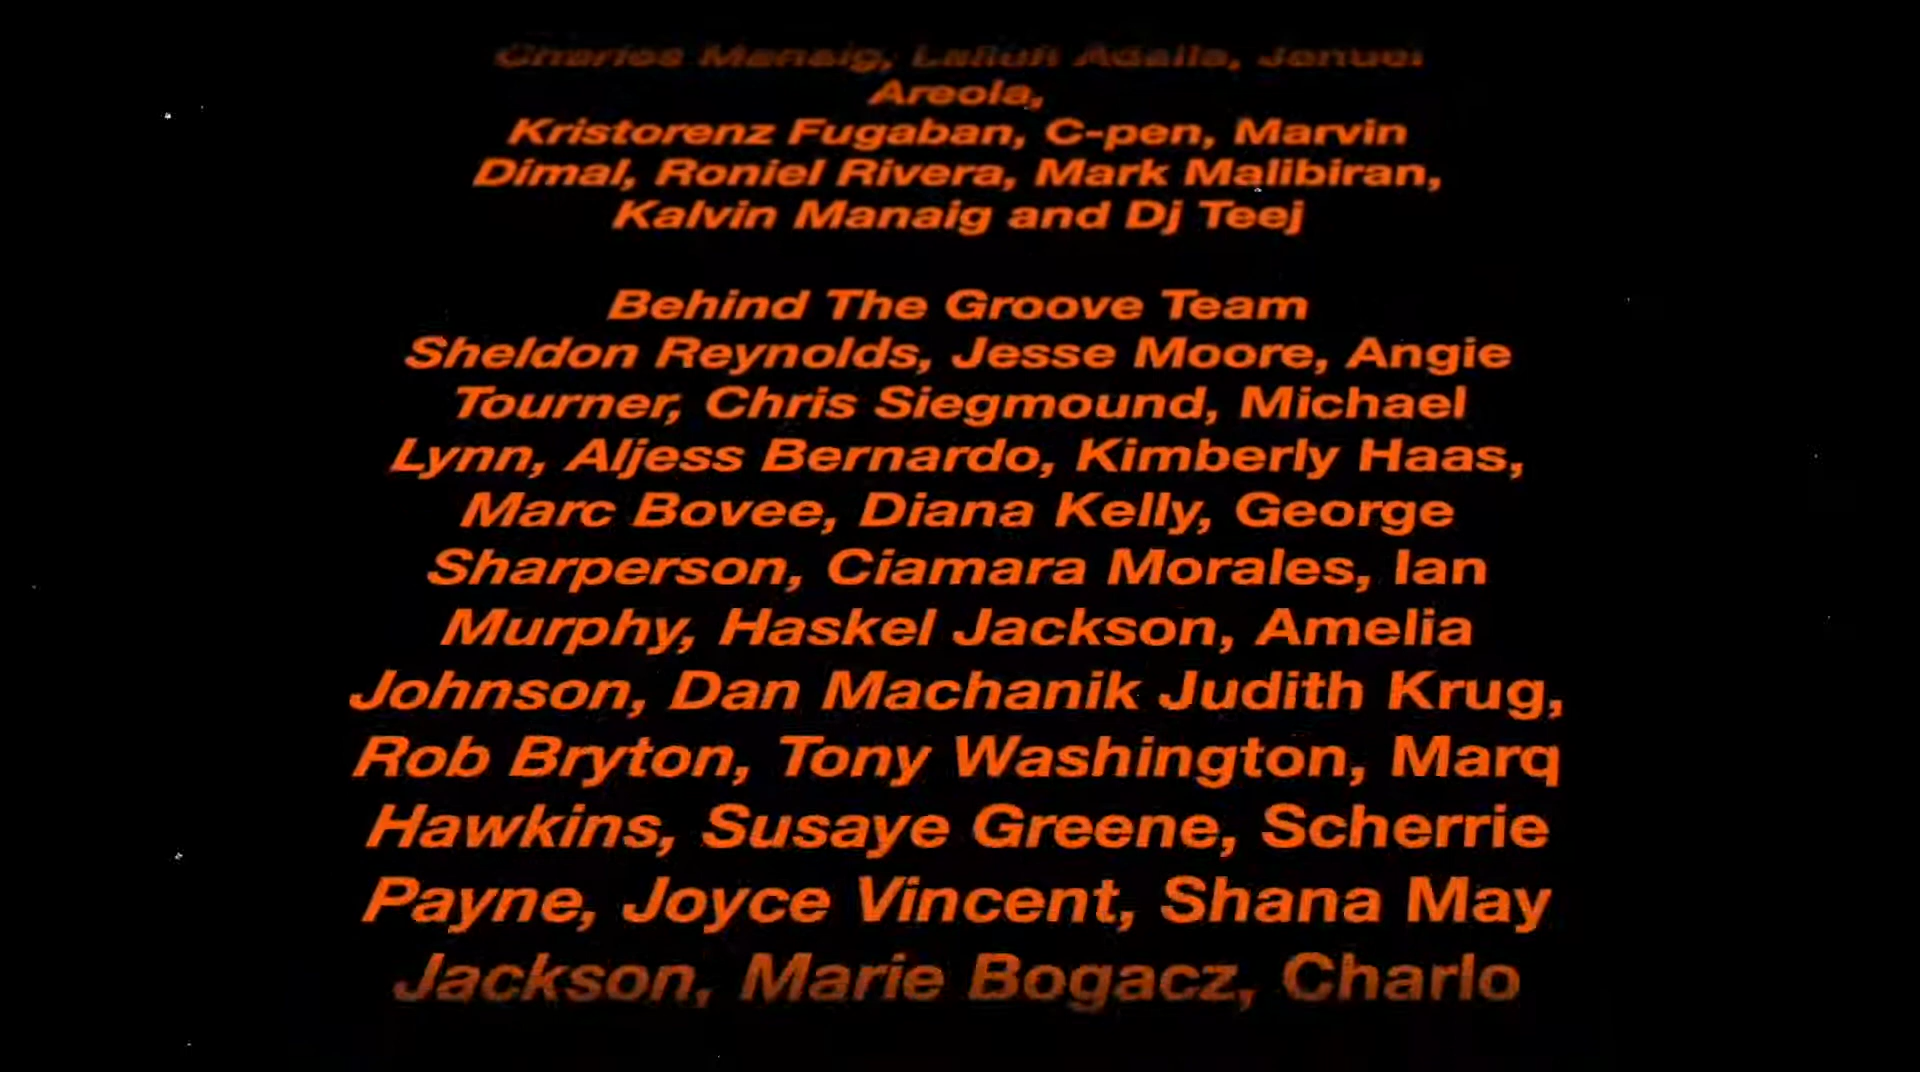 Charles Manaig,
Areola,
Kristorenz Fugaban, C-pen, Marvin
Dimal, Roniel Rivera, Mark Malibiran,
Kalvin Manaig and Dj Teej
Behind The Groove Team
Sheldon Reynolds, Jesse Moore, Angie
Tourner, Chris Siegmound, Michael
Lynn, Aljess Bernardo, Kimberly Haas,
Marc Bovee, Diana Kelly, George
Sharperson, Ciamara Morales, Ian
Murphy, Haskel Jackson, Amelia
Johnson, Dan Machanik Judith Krug,
Rob Bryton, Tony Washington, Marq
Hawkins, Susaye Greene, Scherrie
Payne, Joyce Vincent, Shana May
Jackson, Marie Bogacz, Charlo